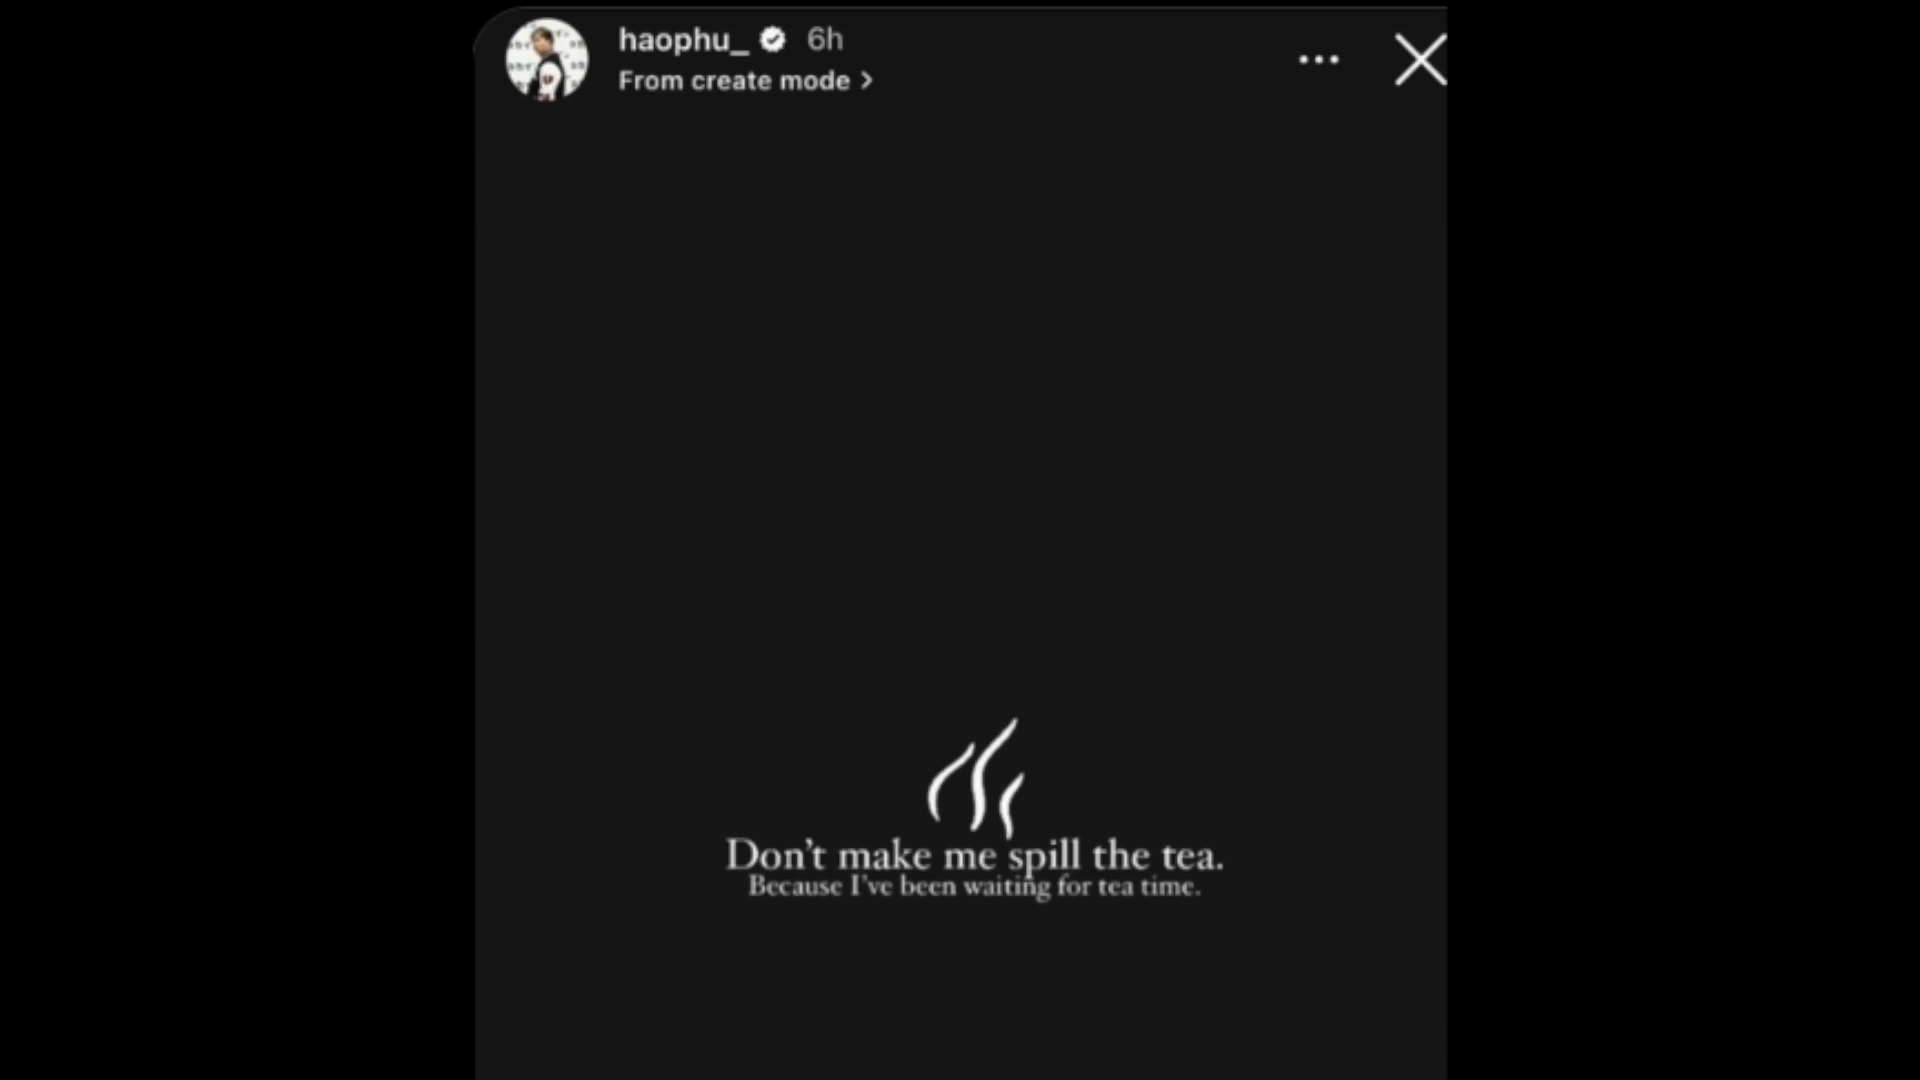 haophu_ 6h
From create mode >
Don't make me spill the tea.
Because I've been waiting for tea time.